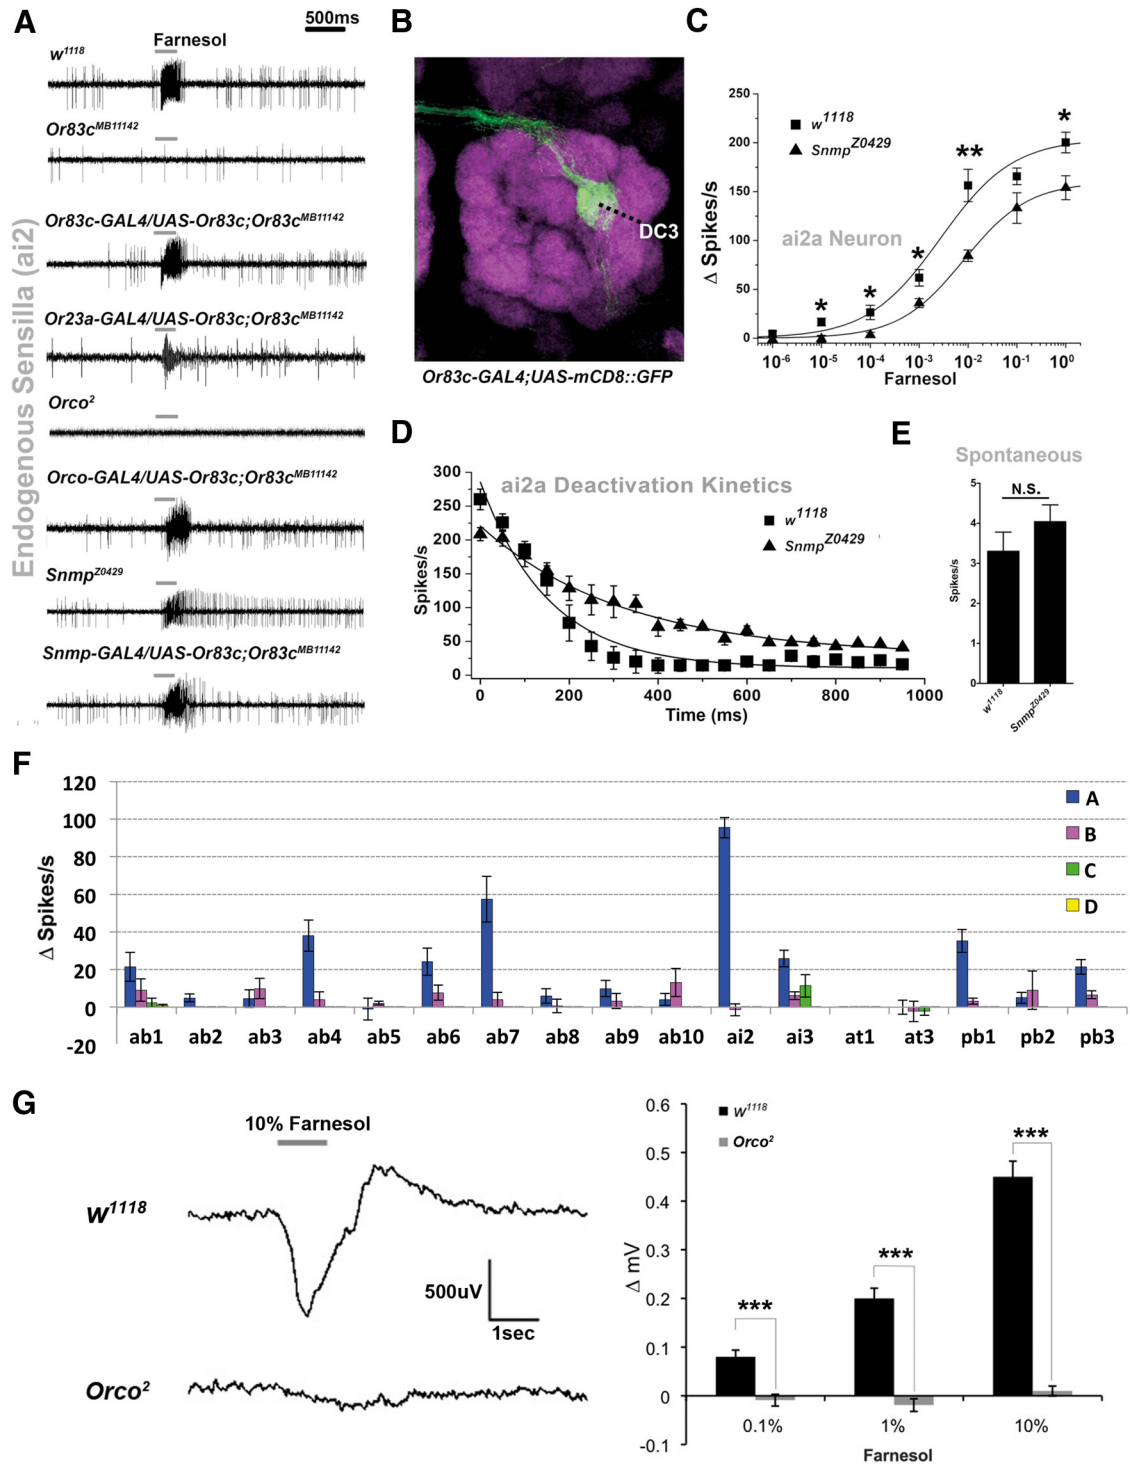 A
500ms
Farnesol
w1118
Or83cMB11142
Or83c-GAL4/UAS-Or83c;Or83cMB11142
Or23a-GAL4/UAS-Or83c;Or83cMB11142
Orco2
Orco-GAL4/UAS-Or83c;Or83cMB11142
SnmpZ0429
Snmp-GAL4/UAS-Or83c;Or83cMB11142
Endogenous Sensilla (ai2)
B
DC3
Or83c-GAL4;UAS-mCD8::GFP
C
250
200
150
100
50
0
Δ Spikes/s
w1118
SnmpZ0429
ai2a Neuron
*
*
*
**
*
10-6
10-5
10-4
10-3
10-2
10-1
100
Farnesol
D
300
250
200
150
100
50
0
Spikes/s
ai2a Deactivation Kinetics
w1118
SnmpZ0429
0
200
400
600
800
1000
Time (ms)
E
Spontaneous
N.S.
5
4
3
2
1
0
Spikes/s
w1118
SnmpZ0429
F
120
100
80
60
40
20
0
-20
Δ Spikes/s
A
B
C
D
ab1
ab2
ab3
ab4
ab5
ab6
ab7
ab8
ab9
ab10
ai2
ai3
at1
at3
pb1
pb2
pb3
G
10% Farnesol
w1118
500uV
1sec
Orco2
0.6
0.5
0.4
0.3
0.2
0.1
0
-0.1
Δ mV
w1118
Orco2
***
***
***
0.1%
1%
10%
Farnesol